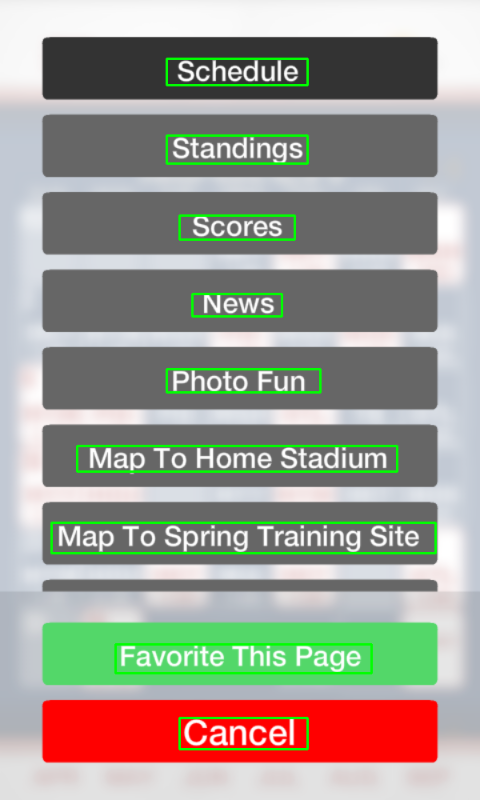 Schedule
Standings
Scores
News
Photo Fun
Map To Home Stadium
Map To Spring Training Site
Favorite This Page
Cancel